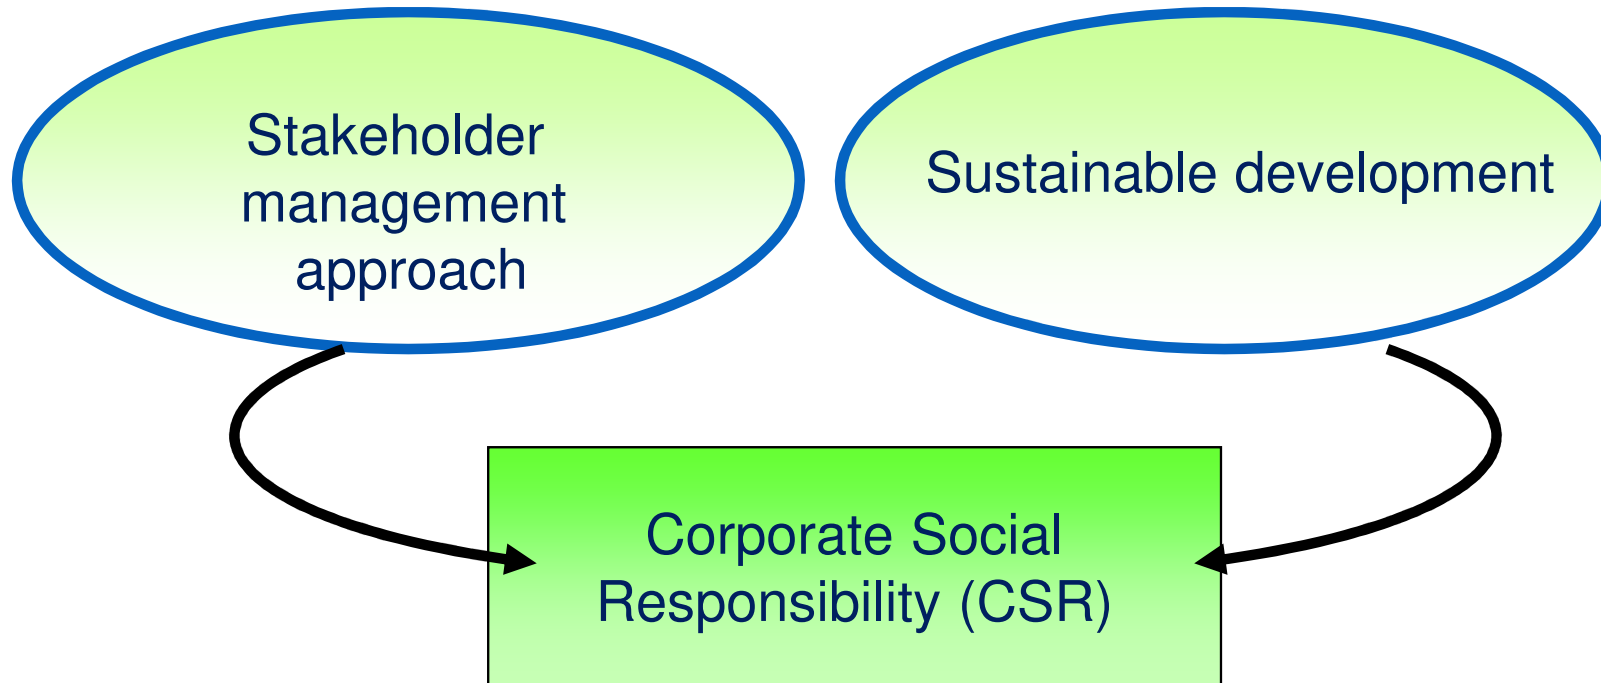 Stakeholder
management
approach
Sustainable development
Corporate Social
Responsibility (CSR)